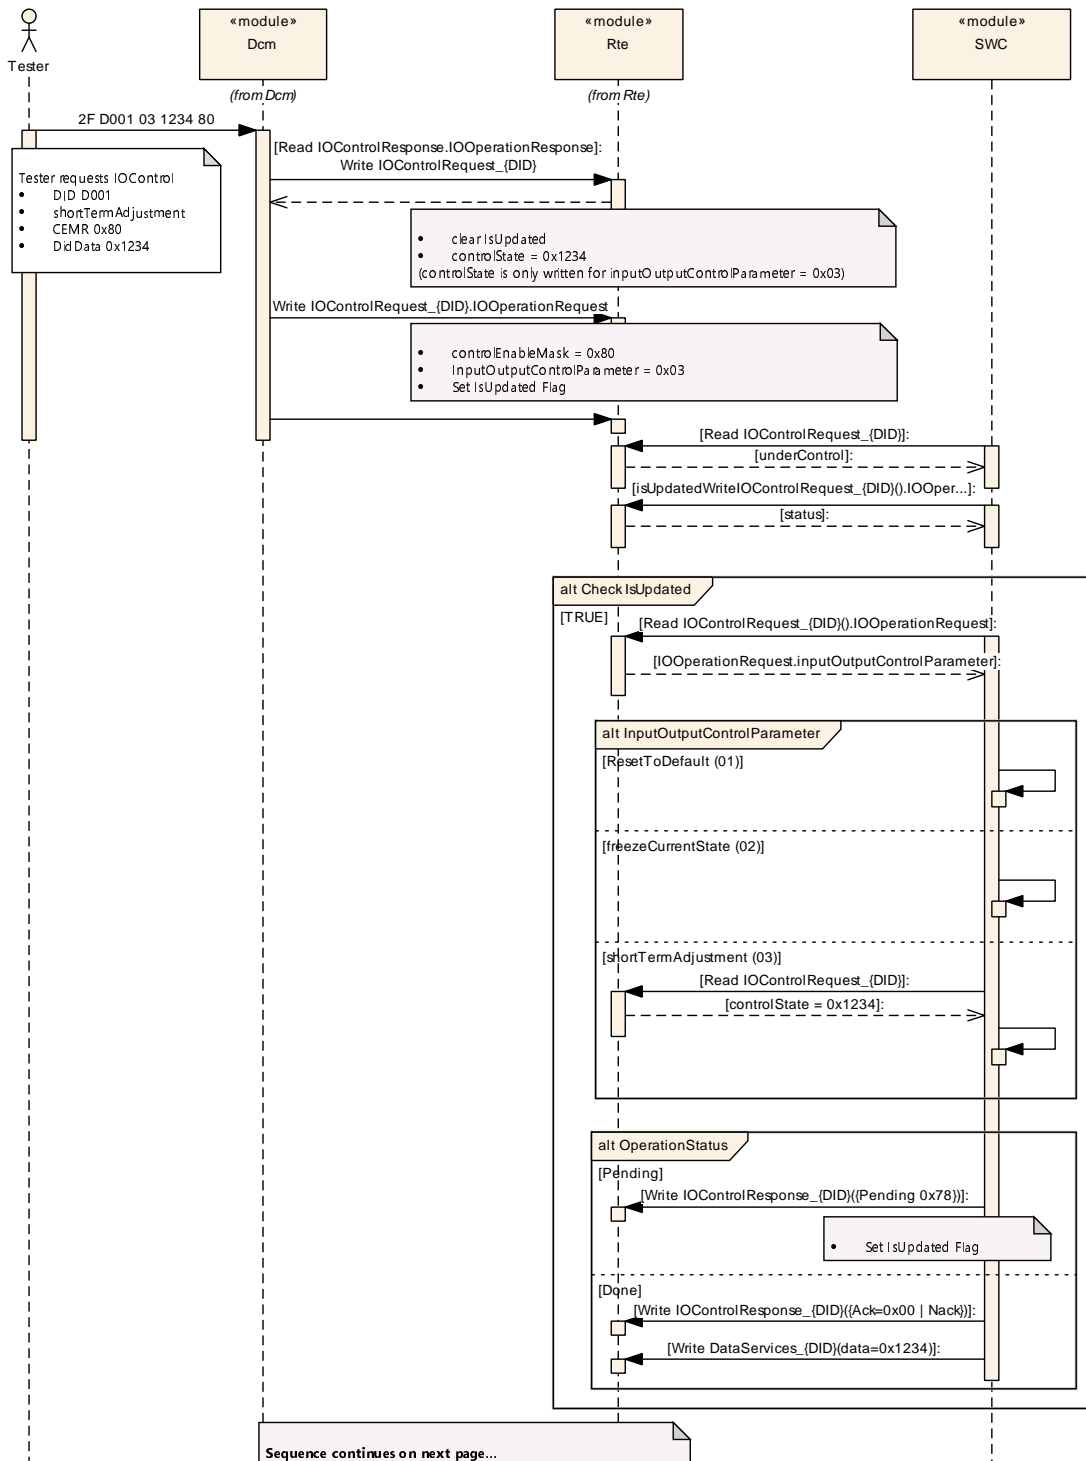 «module»
Dcm
«module»
Rte
«module»
SWC
Tester
(from Dcm)
(from Rte)
2F D001 03 1234 80
[Read IOControlResponse.IOOperationResponse]:
Write IOControlRequest_{DID}
Tester requests IOControl
• DID D001
• shortTermAdjustment
• CEMR 0x80
• DidData 0x1234
• clear IsUpdated
• controlState = 0x1234
(controlState is only written for inputOutputControlParameter = 0x03)
Write IOControlRequest_{DID}.IOOperationRequest
• controlEnableMask = 0x80
• InputOutputControlParameter = 0x03
• Set IsUpdated Flag
[Read IOControlRequest_{DID}]:
[underControl]:
[isUpdatedWriteIOControlRequest_{DID}().IOOper...]:
[status]:
alt CheckIsUpdated
[TRUE]
[Read IOControlRequest_{DID}().IOOperationRequest]:
[IOOperationRequest.inputOutputControlParameter]:
alt InputOutputControlParameter
[ResetToDefault (01)]
[freezeCurrentState (02)]
[shortTermAdjustment (03)]
[Read IOControlRequest_{DID}]:
[controlState = 0x1234]:
alt OperationStatus
[Pending]
[Write IOControlResponse_{DID}({Pending 0x78})]:
• Set IsUpdated Flag
[Done]
[Write IOControlResponse_{DID}({Ack=0x00 | Nack})]:
[Write DataServices_{DID}(data=0x1234)]:
Sequence continues on next page...